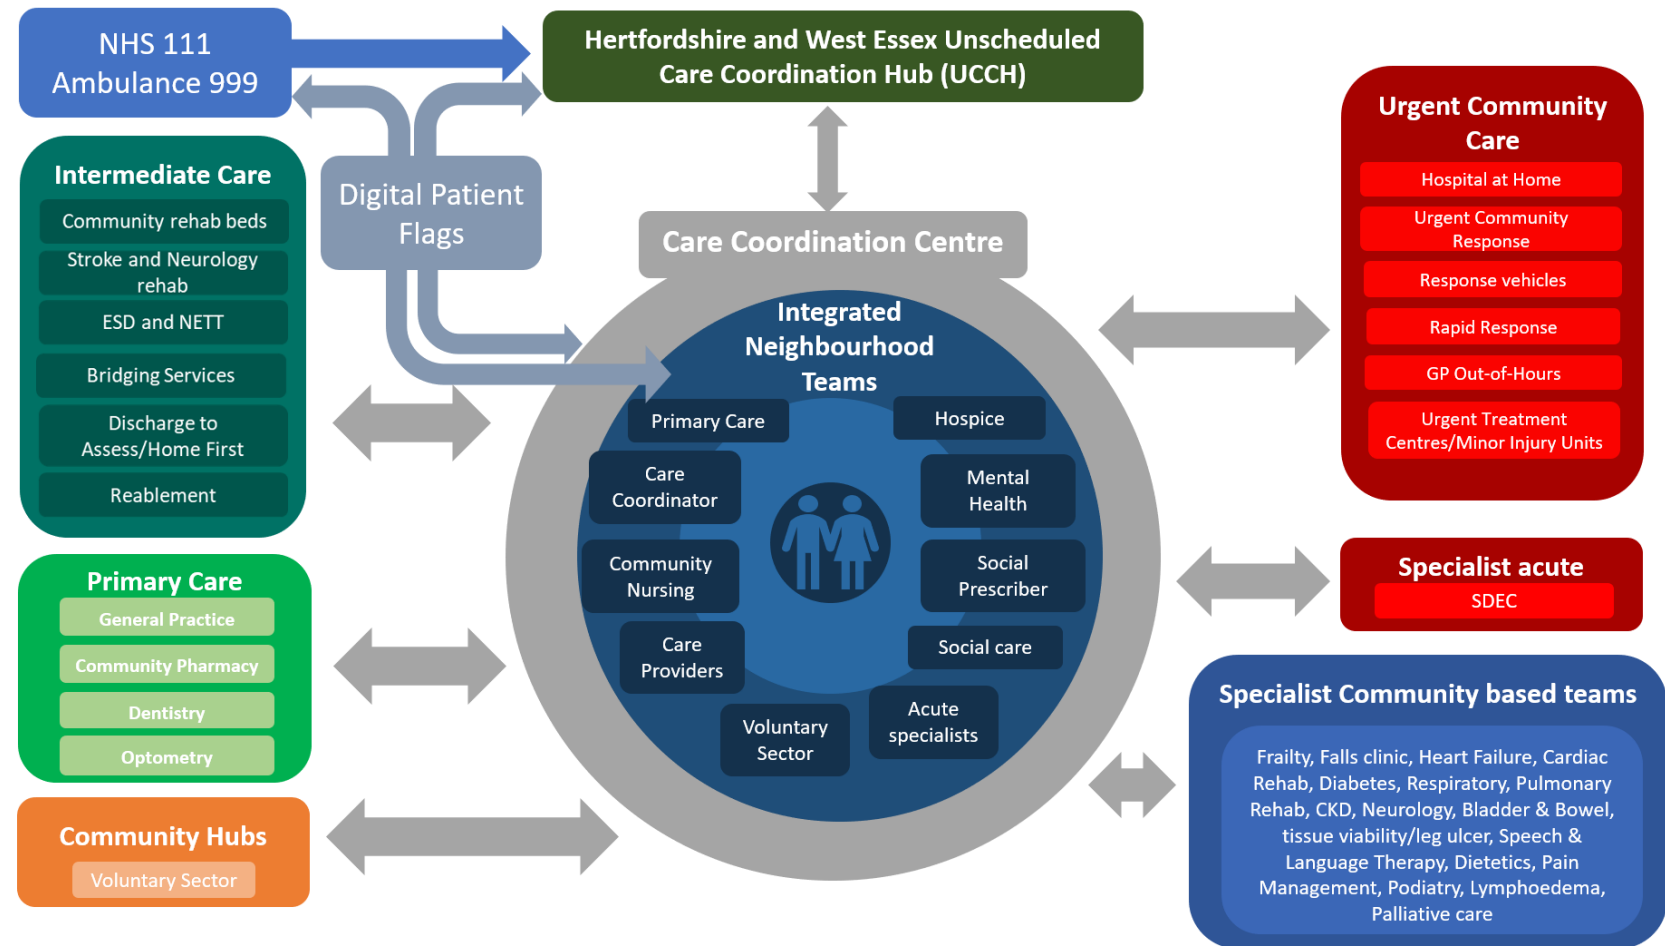 NHS 111
Ambulance 999
Hertfordshire and West Essex Unscheduled
Care Coordination Hub (UCCH)
Digital Patient
Flags
Intermediate Care
Community rehab beds
Stroke and Neurology
rehab
ESD and NETT
Bridging Services
Discharge to
Assess/Home First
Reablement
Primary Care
General Practice
Community Pharmacy
Dentistry
Optometry
Community Hubs
Voluntary Sector
Care Coordination Centre
Integrated
Neighbourhood
Teams
Primary Care
Care
Coordinator
Community
Nursing
Care
Providers
Voluntary
Sector
Hospice
Mental
Health
Social
Prescriber
Social care
Acute
specialists
Urgent Community
Care
Hospital at Home
Urgent Community
Response
Response vehicles
Rapid Response
GP Out-of-Hours
Urgent Treatment
Centres/Minor Injury Units
Specialist acute
SDEC
Specialist Community based teams
Frailty, Falls clinic, Heart Failure, Cardiac
Rehab, Diabetes, Respiratory, Pulmonary
Rehab, CKD, Neurology, Bladder & Bowel,
tissue viability/leg ulcer, Speech &
Language Therapy, Dietetics, Pain
Management, Podiatry, Lymphoedema,
Palliative care